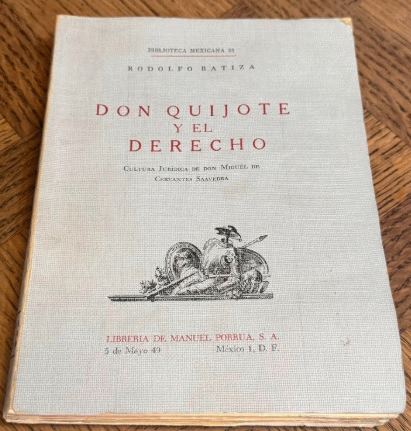 BIBLIOTECA MEXICANA
RODOLFO BATIZA
DON QUIJOTE
Y EL
DERECHO
CULTURA JURÍDICA DE DON MIGUEL DE
CERVANTES SAAVEDRA
LIBRERIA DE MANUEL PORRUA, S. A.
5 de Mayo 49 México 1, D. F.